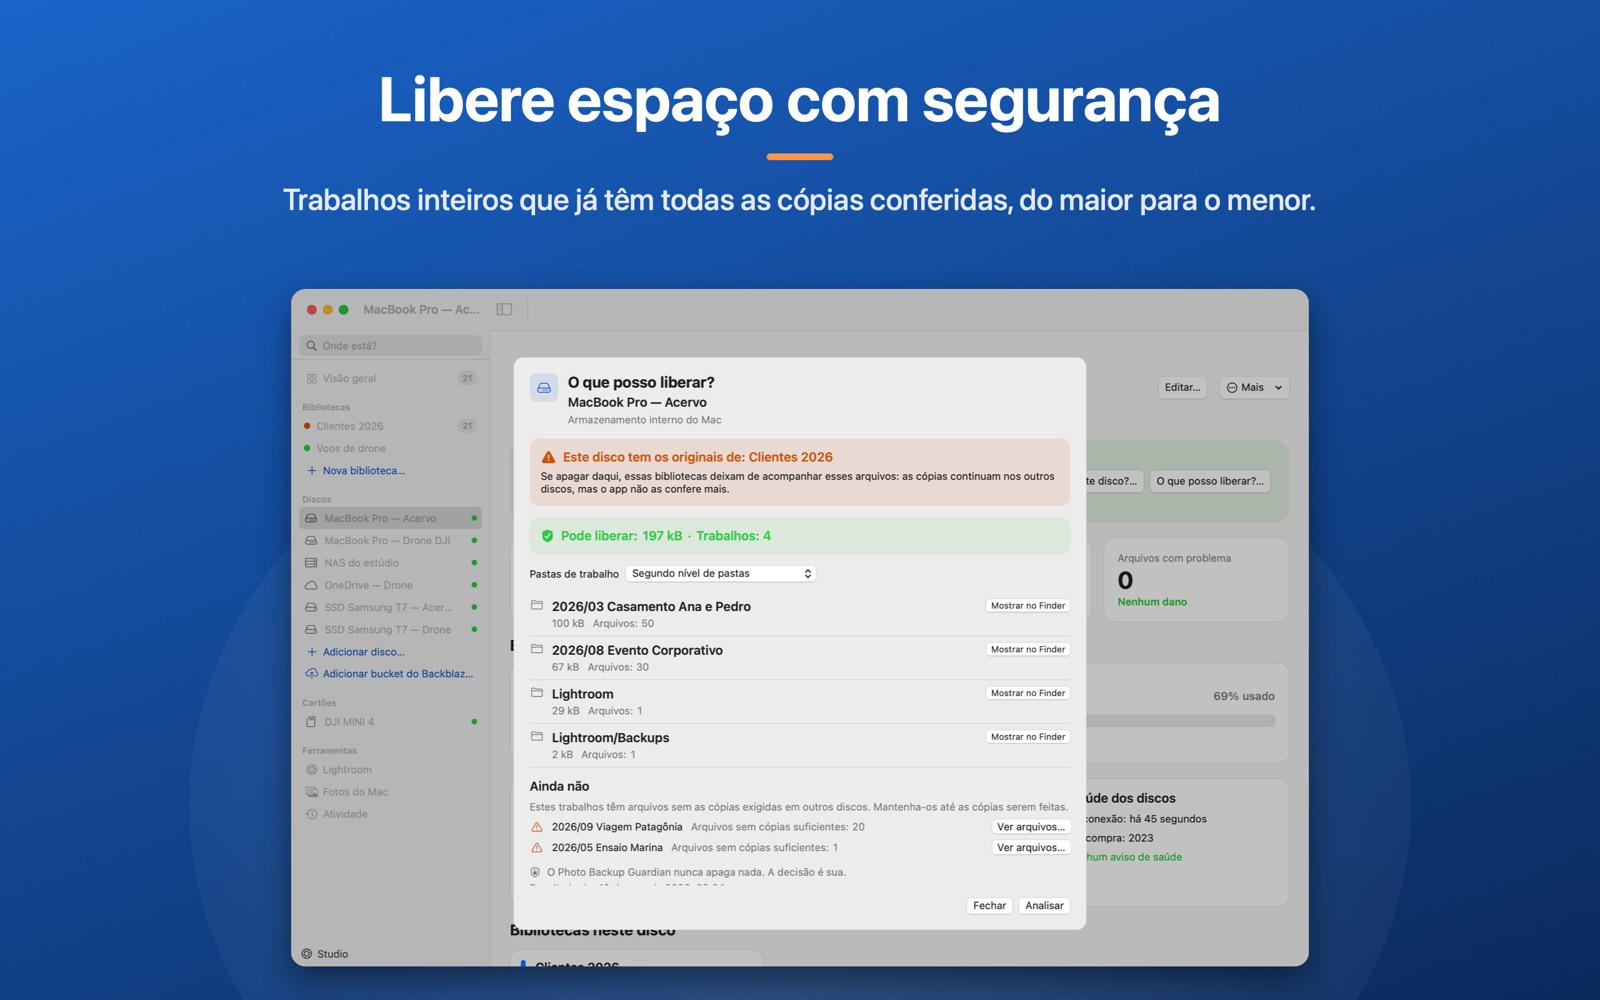 Libere espaço com segurança
Trabalhos inteiros que já têm todas as cópias conferidas, do maior para o menor.
MacBook Pro — Ac...
Onde está?
Visão geral 21
Bibliotecas
Clientes 2026 21
Voos de drone
+ Nova biblioteca...
Discos
MacBook Pro — Acervo
MacBook Pro — Drone DJI
NAS do estúdio
OneDrive — Drone
SSD Samsung T7 — Acer...
SSD Samsung T7 — Drone
+ Adicionar disco...
Adicionar bucket do Backblaz...
Cartões
DJI MINI 4
Ferramentas
Lightroom
Fotos do Mac
Atividade
Studio
O que posso liberar?
MacBook Pro — Acervo
Armazenamento interno do Mac
Este disco tem os originais de: Clientes 2026
Se apagar daqui, essas bibliotecas deixam de acompanhar esses arquivos: as cópias continuam nos outros
discos, mas o app não as confere mais.
Pode liberar: 197 kB · Trabalhos: 4
Pastas de trabalho Segundo nível de pastas
2026/03 Casamento Ana e Pedro Mostrar no Finder
100 kB Arquivos: 50
2026/08 Evento Corporativo Mostrar no Finder
67 kB Arquivos: 30
Lightroom Mostrar no Finder
29 kB Arquivos: 1
Lightroom/Backups Mostrar no Finder
2 kB Arquivos: 1
Ainda não
Estes trabalhos têm arquivos sem as cópias exigidas em outros discos. Mantenha-os até as cópias serem feitas.
2026/09 Viagem Patagônia Arquivos sem cópias suficientes: 20 Ver arquivos...
2026/05 Ensaio Marina Arquivos sem cópias suficientes: 1 Ver arquivos...
O Photo Backup Guardian nunca apaga nada. A decisão é sua.
Fechar Analisar
Editar... Mais
te disco?... O que posso liberar?...
Arquivos com problema
0
Nenhum dano
69% usado
úde dos discos
conexão: há 45 segundos
compra: 2023
hum aviso de saúde
Bibliotecas neste disco
Clientes 2026